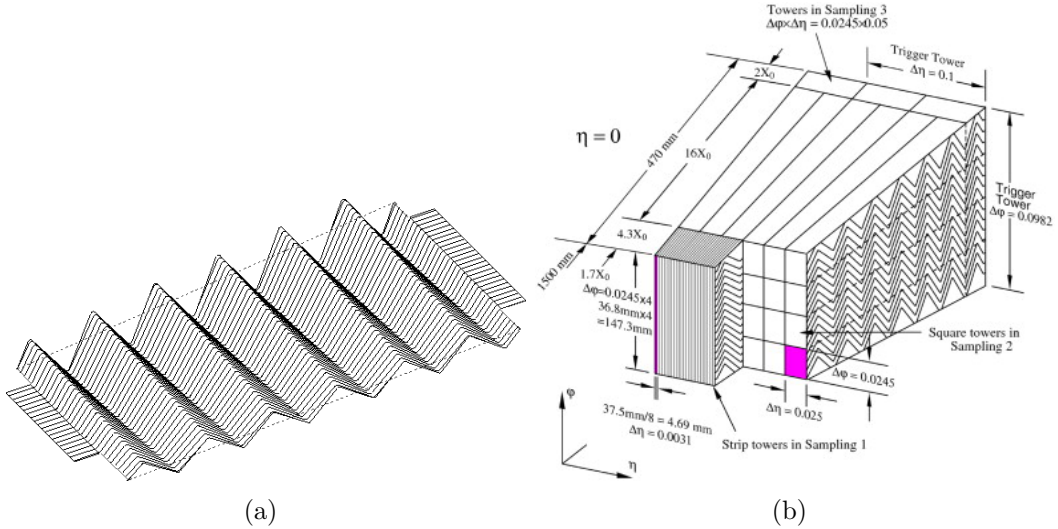 Towers in Sampling 3
Δφ×Δη = 0.0245×0.05
Trigger Tower
Δη = 0.1
2X₀
η = 0
470 mm
16X₀
Trigger
Tower
Δφ = 0.0982
4.3X₀
1500 mm
1.7X₀
Δφ=0.0245x4
36.8mmx4
=147.3mm
Square towers in
Sampling 2
Δφ = 0.0245
φ
37.5mm/8 = 4.69 mm
Δη = 0.0031
Δη = 0.025
Strip towers in Sampling 1
η
(a)
(b)